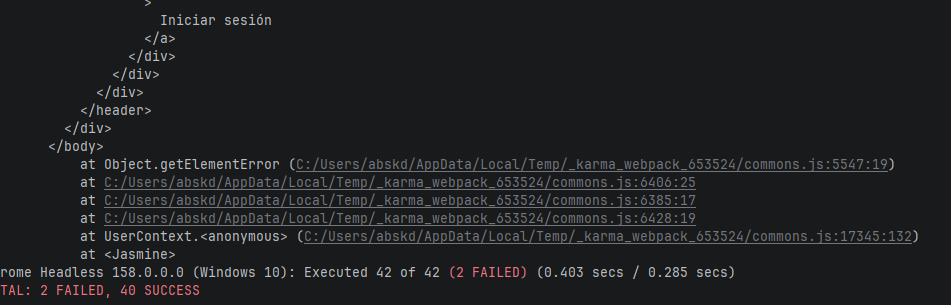 >
Iniciar sesión
</a>
</div>
</div>
</div>
</header>
</div>
</body>
at Object.getElementError (C:/Users/abskd/AppData/Local/Temp/_karma_webpack_653524/commons.js:5547:19)
at C:/Users/abskd/AppData/Local/Temp/_karma_webpack_653524/commons.js:6406:25
at C:/Users/abskd/AppData/Local/Temp/_karma_webpack_653524/commons.js:6385:17
at C:/Users/abskd/AppData/Local/Temp/_karma_webpack_653524/commons.js:6428:19
at UserContext.<anonymous> (C:/Users/abskd/AppData/Local/Temp/_karma_webpack_653524/commons.js:17345:132)
at <Jasmine>
rome Headless 158.0.0.0 (Windows 10): Executed 42 of 42 (2 FAILED) (0.403 secs / 0.285 secs)
TAL: 2 FAILED, 40 SUCCESS